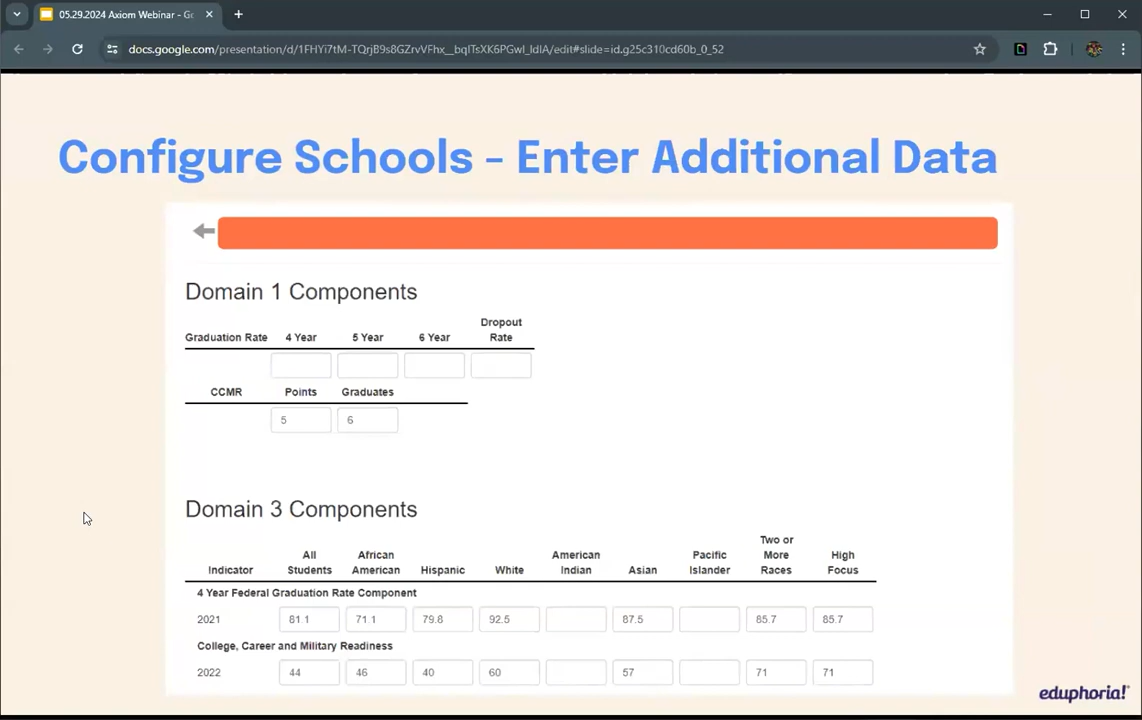 05.29.2024 Axiom Webinar - Go
docs.google.com/presentation/d/1FHYi7tM-TQrjB9s8GZrvVFhx__bqITsXK6PGwl_ldIA/edit#slide=id.g25c310cd60b_0_52
Configure Schools - Enter Additional Data
Domain 1 Components
Graduation Rate 4 Year 5 Year 6 Year Dropout Rate
CCMR Points Graduates
5 6
Domain 3 Components
Indicator All Students African American Hispanic White American Indian Asian Pacific Islander Two or More Races High Focus
4 Year Federal Graduation Rate Component
2021 81.1 71.1 79.8 92.5 87.5 85.7 85.7
College, Career and Military Readiness
2022 44 46 40 60 57 71 71
eduphoria!